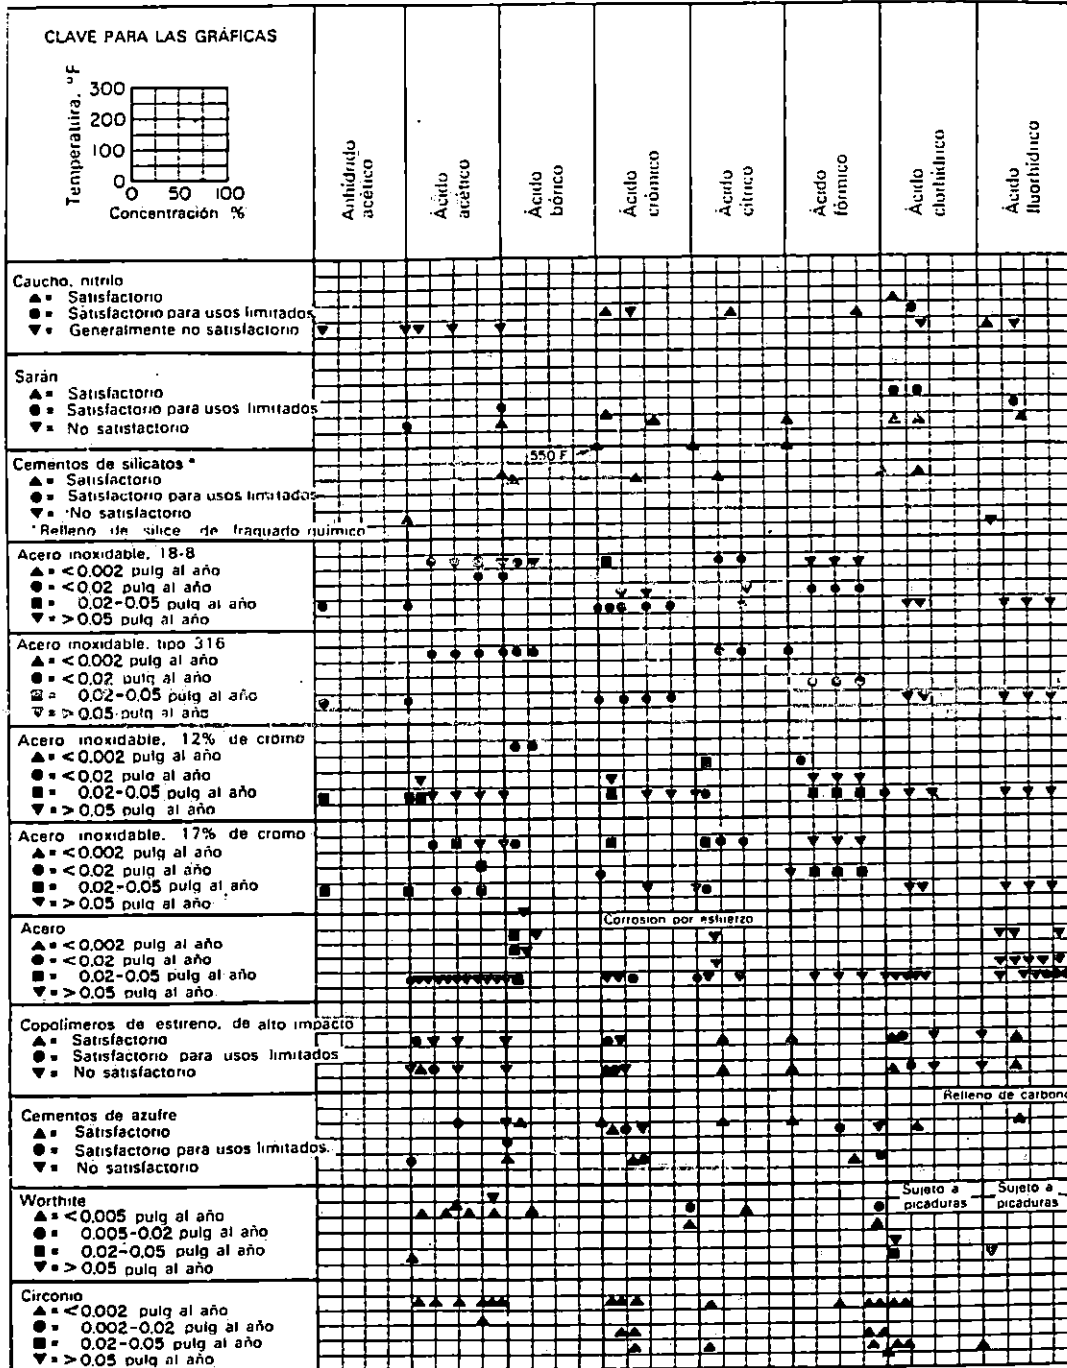 CLAVE PARA LAS GRÁFICAS
Temperatura, °F
300
200
100
0
0 50 100
Concentración %
Anhídrido acético
Ácido acético
Ácido bórico
Ácido crómico
Ácido cítrico
Ácido fórmico
Ácido clorhídrico
Ácido fluorhídrico
Caucho, nitrilo
▲ = Satisfactorio
● = Satisfactorio para usos limitados
▼ = Generalmente no satisfactorio
Sarán
▲ = Satisfactorio
● = Satisfactorio para usos limitados
▼ = No satisfactorio
550 F
Cementos de silicatos *
▲ = Satisfactorio
● = Satisfactorio para usos limitados
▼ = No satisfactorio
*Relleno de sílice de fraguado químico
Acero inoxidable, 18-8
▲ = <0.002 pulg al año
● = <0.02 pulg al año
■ = 0.02-0.05 pulg al año
▼ = >0.05 pulg al año
Acero inoxidable, tipo 316
▲ = <0.002 pulg al año
● = <0.02 pulg al año
■ = 0.02-0.05 pulg al año
▼ = >0.05 pulg al año
Acero inoxidable, 12% de cromo
▲ = <0.002 pulg al año
● = <0.02 pulg al año
■ = 0.02-0.05 pulg al año
▼ = >0.05 pulg al año
Acero inoxidable, 17% de cromo
▲ = <0.002 pulg al año
● = <0.02 pulg al año
■ = 0.02-0.05 pulg al año
▼ = >0.05 pulg al año
Corrosion por esfuerzo
Acero
▲ = <0.002 pulg al año
● = <0.02 pulg al año
■ = 0.02-0.05 pulg al año
▼ = >0.05 pulg al año
Copolímeros de estireno, de alto impacto
▲ = Satisfactorio
● = Satisfactorio para usos limitados
▼ = No satisfactorio
Relleno de carbono
Cementos de azufre
▲ = Satisfactorio
● = Satisfactorio para usos limitados
▼ = No satisfactorio
Worthite
▲ = <0.005 pulg al año
● = 0.005-0.02 pulg al año
■ = 0.02-0.05 pulg al año
▼ = >0.05 pulg al año
Sujeto a picaduras
Sujeto a picaduras
Circonio
▲ = <0.002 pulg al año
● = 0.002-0.02 pulg al año
■ = 0.02-0.05 pulg al año
▼ = >0.05 pulg al año